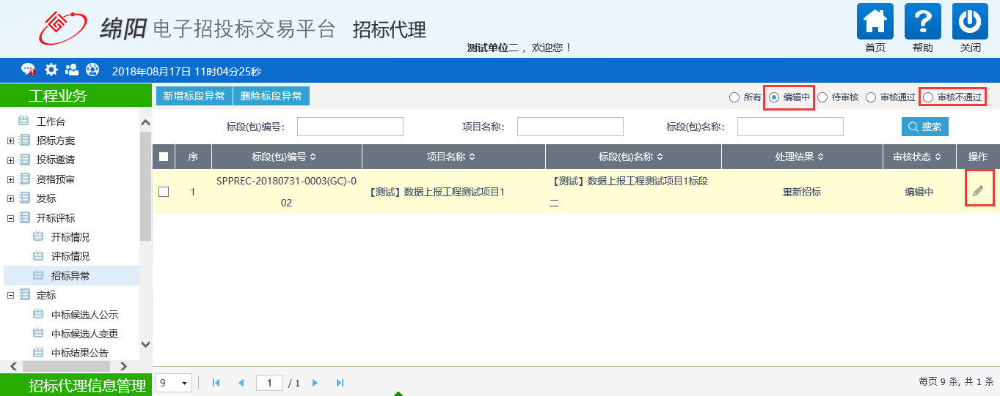 绵阳 电子招投标交易平台 招标代理
测试单位二 ，欢迎您！
首页 帮助 关闭
2018年08月17日 11时04分25秒
工程业务
工作台
招标方案
投标邀请
资格预审
发标
开标评标
开标情况
评标情况
招标异常
定标
中标候选人公示
中标候选人变更
中标结果公告
招标代理信息管理
新增标段异常 删除标段异常
所有 编辑中 待审核 审核通过 审核不通过
标段(包)编号： 项目名称： 标段(包)名称： 搜索
序 标段(包)编号 项目名称 标段(包)名称 处理结果 审核状态 操作
1 SPPREC-20180731-0003(GC)-0 【测试】数据上报工程测试项目1 【测试】数据上报工程测试项目1标段 重新招标 编辑中
02 二
9 1 / 1 每页 9 条, 共 1 条